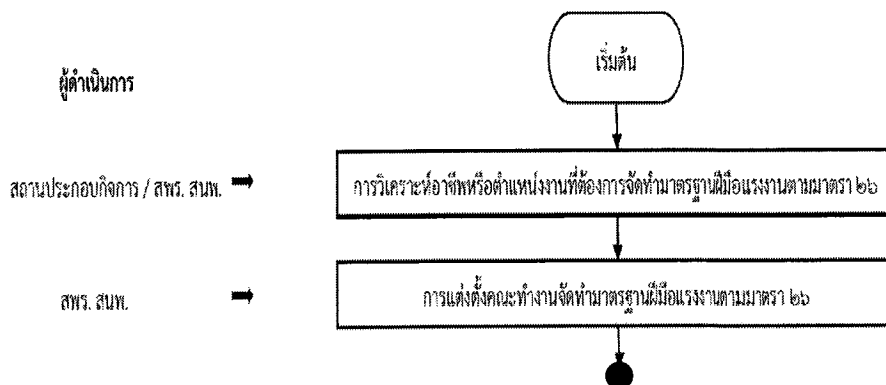 เริ่มต้น
ผู้ดำเนินการ
สถานประกอบกิจการ / สพร. สนพ. ➡ การวิเคราะห์อาชีพหรือตำแหน่งงานที่ต้องการจัดทำมาตรฐานฝีมือแรงงานตามมาตรา ๒๖
สพร. สนพ. ➡ การแต่งตั้งคณะทำงานจัดทำมาตรฐานฝีมือแรงงานตามมาตรา ๒๖